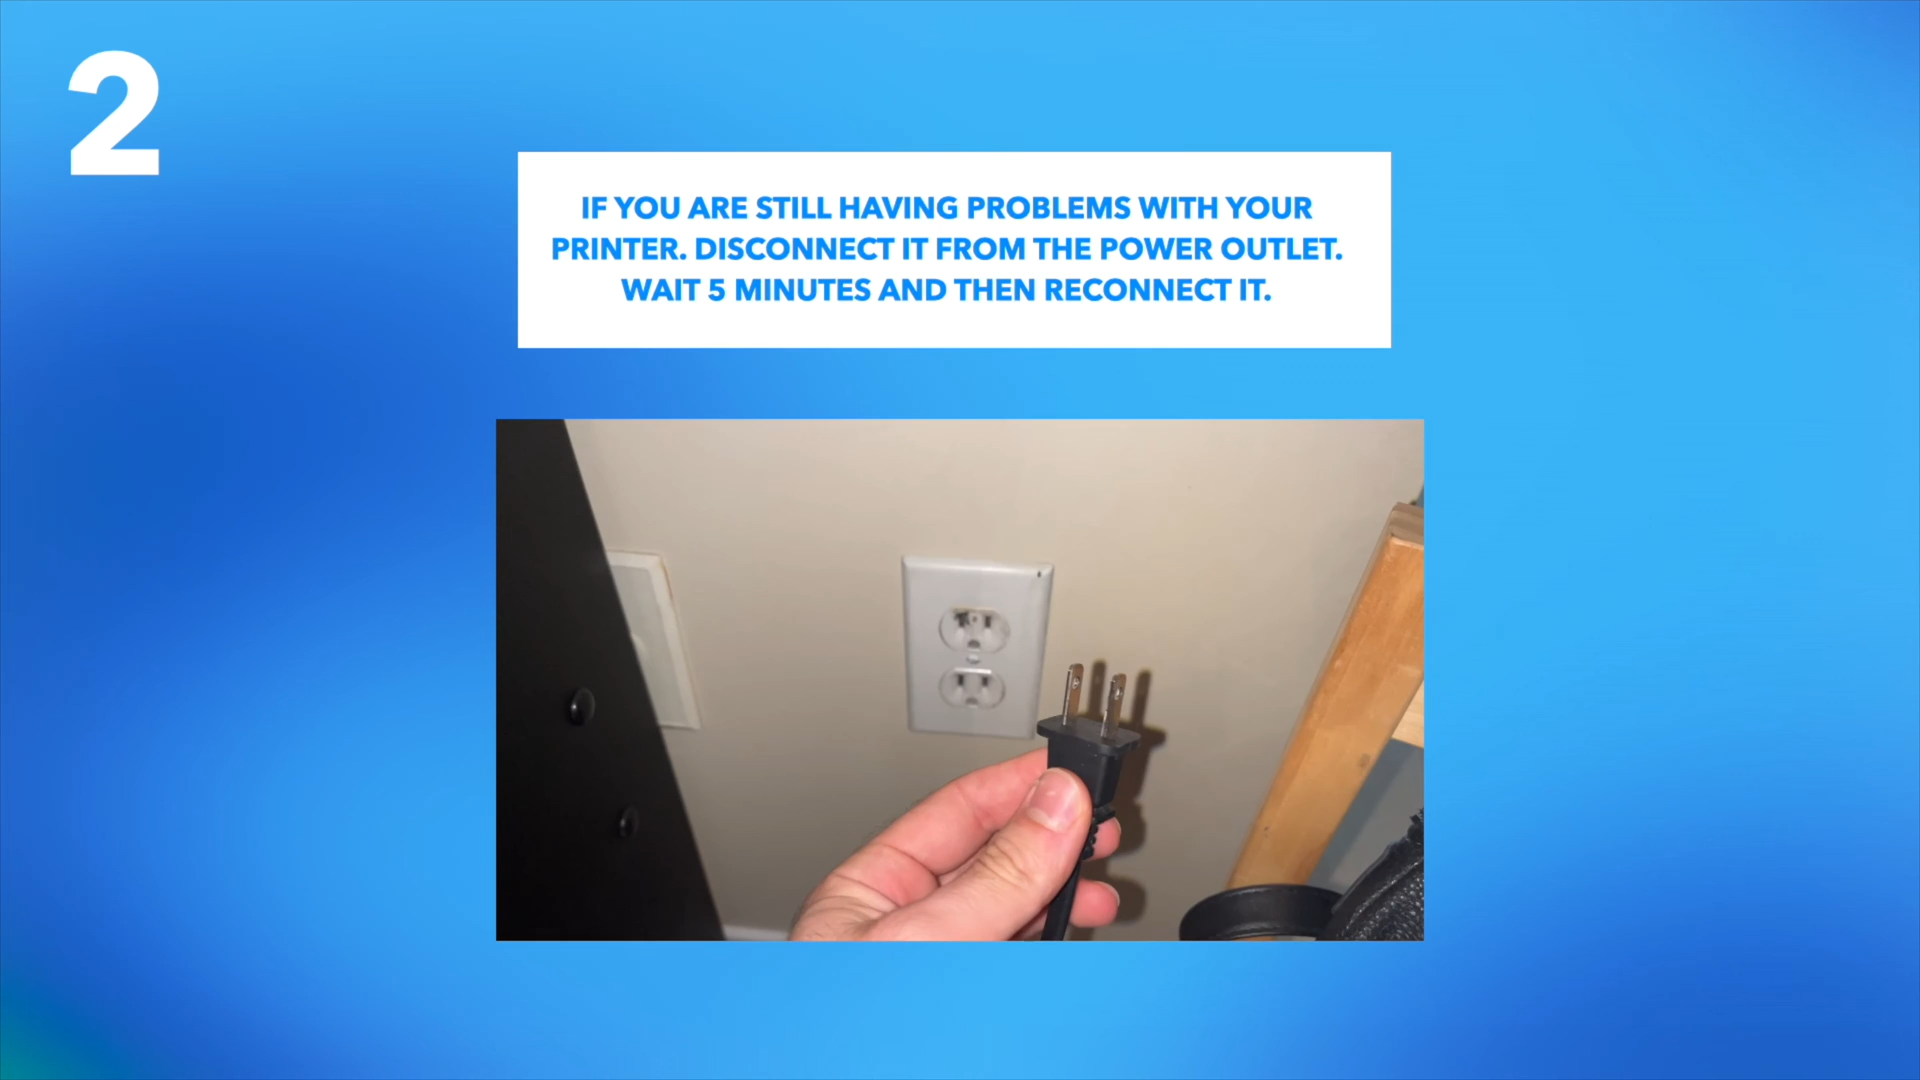 2
IF YOU ARE STILL HAVING PROBLEMS WITH YOUR
PRINTER. DISCONNECT IT FROM THE POWER OUTLET.
WAIT 5 MINUTES AND THEN RECONNECT IT.